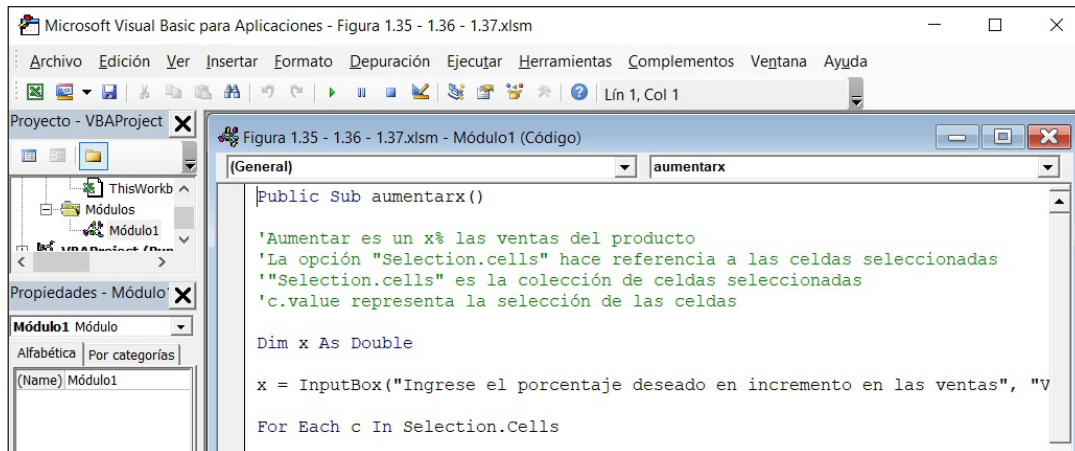 Microsoft Visual Basic para Aplicaciones - Figura 1.35 - 1.36 - 1.37.xlsm
Archivo Edición Ver Insertar Formato Depuración Ejecutar Herramientas Complementos Ventana Ayuda
Lín 1, Col 1
Proyecto - VBAProject
ThisWorkb
Módulos
Módulo1
VBAProject
Propiedades - Módulo
Módulo1 Módulo
Alfabética Por categorías
(Name) Módulo1
Figura 1.35 - 1.36 - 1.37.xlsm - Módulo1 (Código)
(General) aumentarx
Public Sub aumentarx()
'Aumentar es un x% las ventas del producto
'La opción "Selection.cells" hace referencia a las celdas seleccionadas
'"Selection.cells" es la colección de celdas seleccionadas
'c.value representa la selección de las celdas
Dim x As Double
x = InputBox("Ingrese el porcentaje deseado en incremento en las ventas", "V
For Each c In Selection.Cells